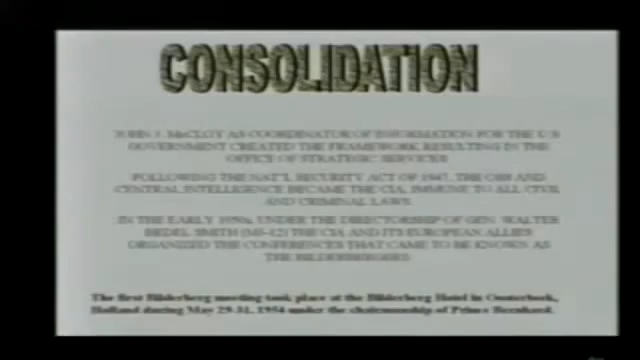 CONSOLIDATION
JOHN J. McCLOY AS COORDINATOR OF INFORMATION FOR THE U.S
GOVERNMENT CREATED THE FRAMEWORK RESULTING IN THE
OFFICE OF STRATEGIC SERVICES
FOLLOWING THE NAT'L SECURITY ACT OF 1947, THE OSS AND
CENTRAL INTELLIGENCE BECAME THE CIA, IMMUNE TO ALL CIVIL
AND CRIMINAL LAWS
IN THE EARLY 1950s, UNDER THE DIRECTORSHIP OF GEN. WALTER
BEDEL SMITH (MJ-12) THE CIA AND ITS EUROPEAN ALLIES
ORGANIZED THE CONFERENCES THAT CAME TO BE KNOWN AS
THE BILDERBERGERS
The first Bilderberg meeting took place at the Bilderberg Hotel in Oosterbeek,
Holland during May 29-31, 1954 under the chairmanship of Prince Bernhard.